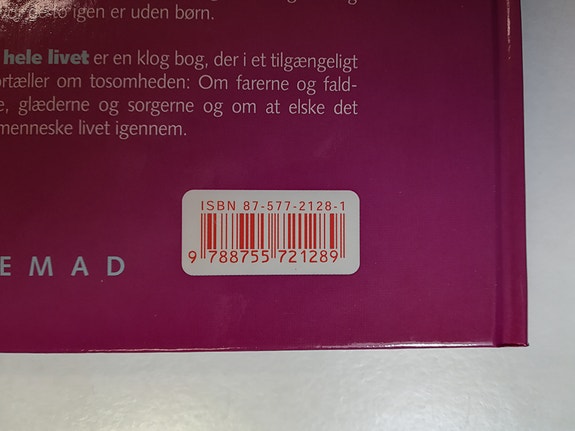 de to igen er uden børn.
hele livet er en klog bog, der i et tilgængeligt
ortæller om tosomheden: Om farerne og fald-
e, glæderne og sorgerne og om at elske det
menneske livet igennem.
ISBN 87-577-2128-1
9 788755 721289
E M A D